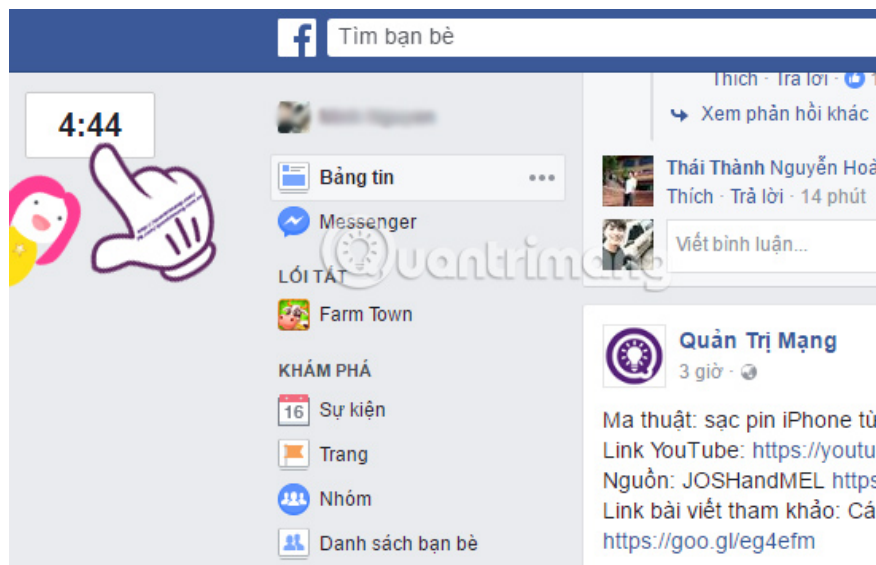 Tìm bạn bè
4:44
Bảng tin
Messenger
LỐI TẮT
Farm Town
KHÁM PHÁ
16 Sự kiện
Trang
Nhóm
Danh sách bạn bè
Thích · Trả lời ·
Xem phản hồi khác
Thái Thành Nguyễn
Thích · Trả lời · 14 phút
Viết bình luận...
Quản Trị Mạng
3 giờ ·
Ma thuật: sạc pin iPhone từ
Link YouTube: https://youtu
Nguồn: JOSHandMEL https
Link bài viết tham khảo: Cá
https://goo.gl/eg4efm
Quantrimang